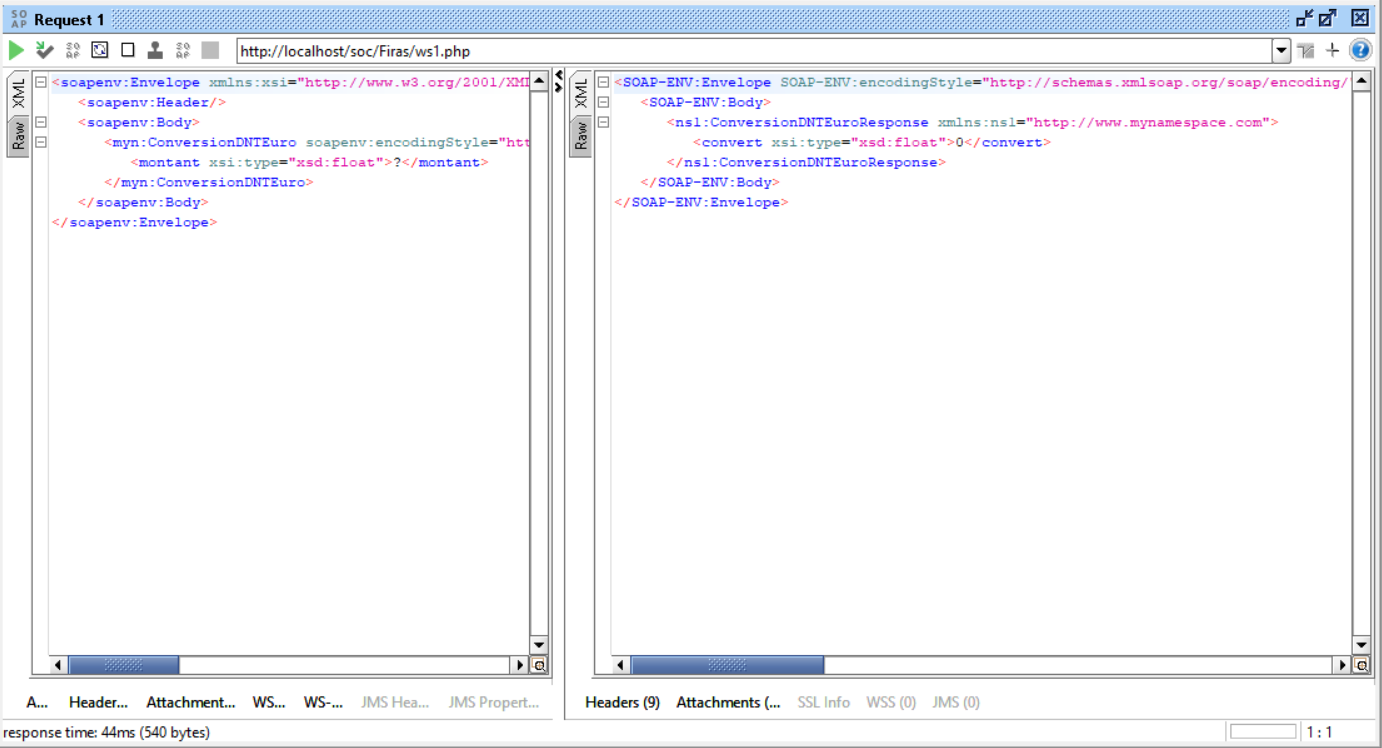 SO AP Request 1
http://localhost/soc/Firas/ws1.php
XML
Raw
<soapenv:Envelope xmlns:xsi="http://www.w3.org/2001/XMl
<soapenv:Header/>
<soapenv:Body>
<myn:ConversionDNTEuro soapenv:encodingStyle="htt
<montant xsi:type="xsd:float">?</montant>
</myn:ConversionDNTEuro>
</soapenv:Body>
</soapenv:Envelope>
XML
Raw
<SOAP-ENV:Envelope SOAP-ENV:encodingStyle="http://schemas.xmlsoap.org/soap/encoding/
<SOAP-ENV:Body>
<ns1:ConversionDNTEuroResponse xmlns:ns1="http://www.mynamespace.com">
<convert xsi:type="xsd:float">0</convert>
</ns1:ConversionDNTEuroResponse>
</SOAP-ENV:Body>
</SOAP-ENV:Envelope>
A... Header... Attachment... WS... WS-... JMS Hea... JMS Propert...
Headers (9) Attachments (... SSL Info WSS (0) JMS (0)
response time: 44ms (540 bytes)
1 : 1